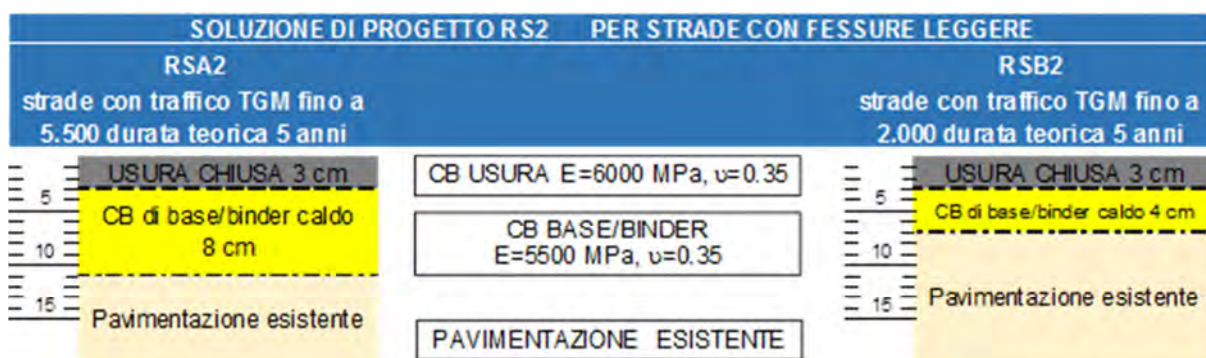 SOLUZIONE DI PROGETTO RS2 PER STRADE CON FESSURE LEGGERE
RSA2
strade con traffico TGM fino a
5.500 durata teorica 5 anni
RSB2
strade con traffico TGM fino a
2.000 durata teorica 5 anni
5
10
15
USURA CHIUSA 3 cm
CB di base/binder caldo
8 cm
Pavimentazione esistente
CB USURA E=6000 MPa, υ=0.35
CB BASE/BINDER
E=5500 MPa, υ=0.35
PAVIMENTAZIONE ESISTENTE
5
10
15
USURA CHIUSA 3 cm
CB di base/binder caldo 4 cm
Pavimentazione esistente